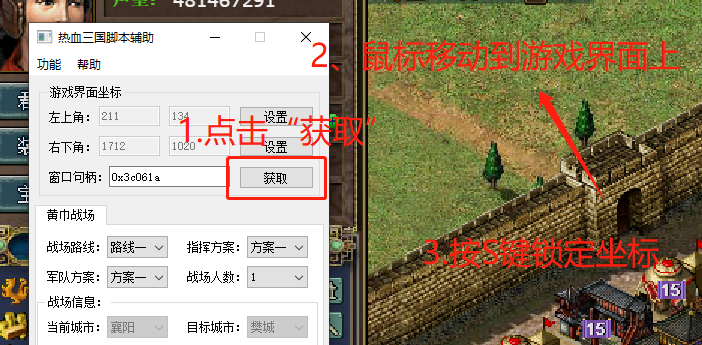 481467291
热血三国脚本辅助
2、鼠标移动到游戏界面上
功能 帮助
游戏界面坐标
左上角： 211 134 设置
1.点击“获取”
右下角： 1712 1020 设置
窗口句柄： 0x3c061a 获取
黄巾战场
战场路线： 路线一 指挥方案： 方案一
3.按S键锁定坐标
军队方案： 方案一 战场人数： 1
15
战场信息：
当前城市： 襄阳 目标城市： 樊城
15